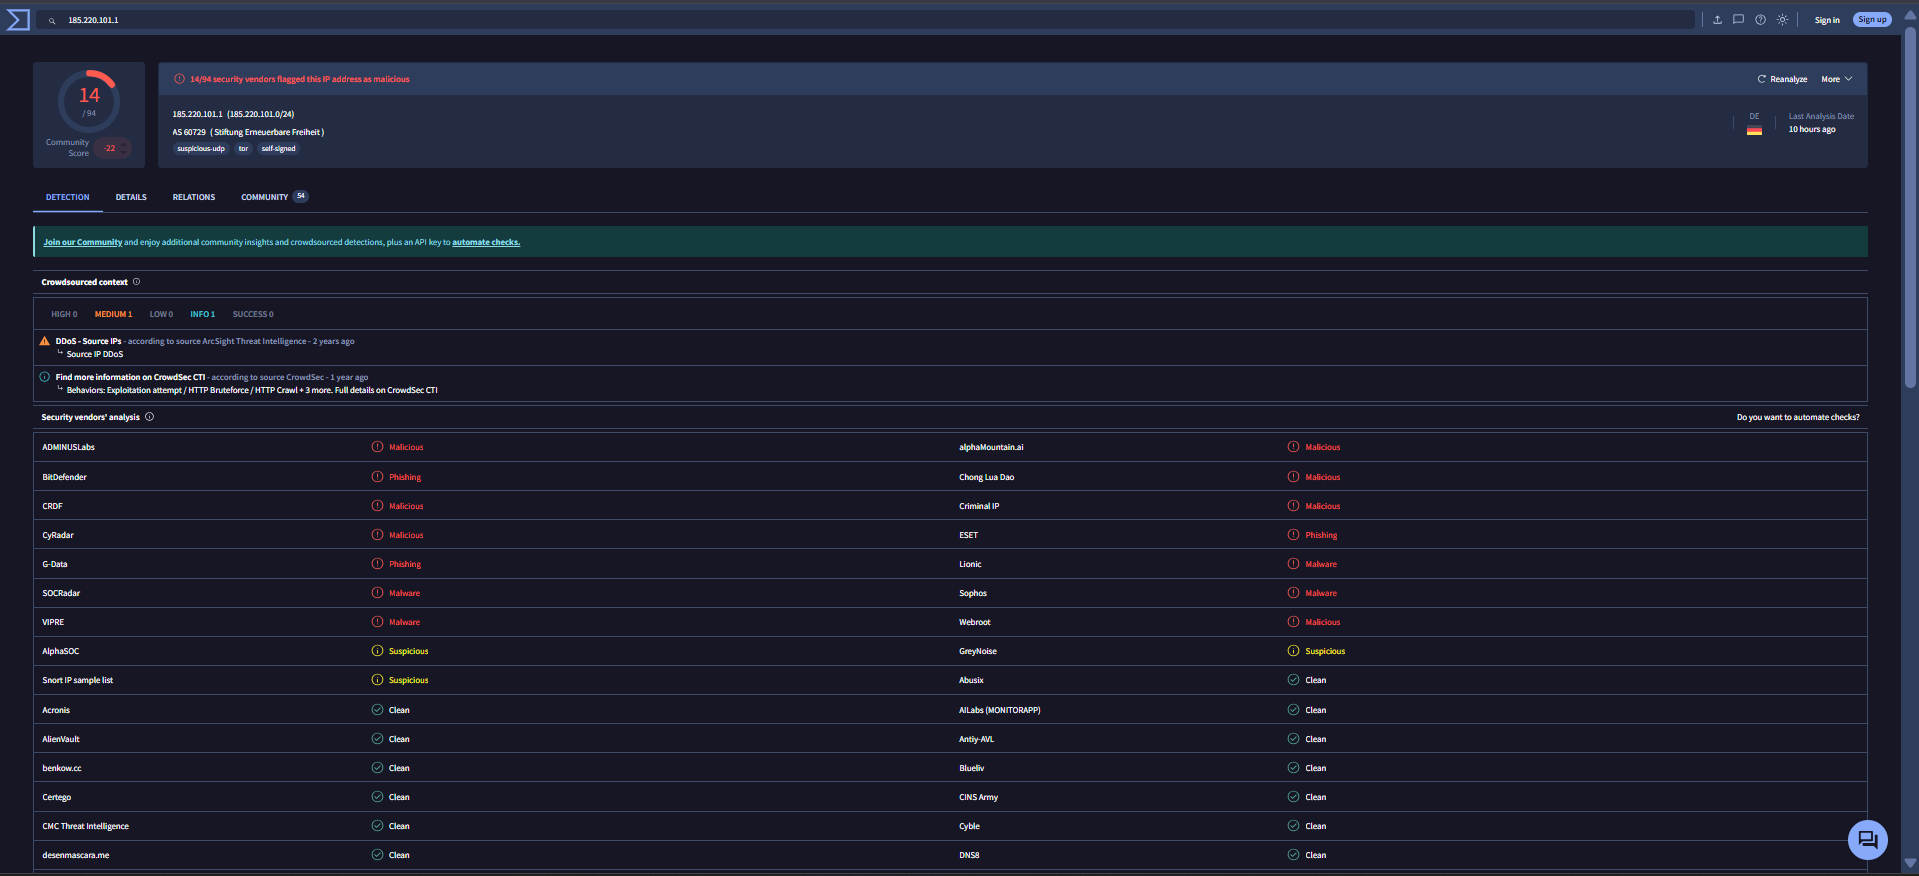 185.220.101.1
Sign in
Sign up
14
/ 94
Community Score
-22
14/94 security vendors flagged this IP address as malicious
Reanalyze
More
185.220.101.1 (185.220.101.0/24)
AS 60729 ( Stiftung Erneuerbare Freiheit )
suspicious-udp tor self-signed
DE
Last Analysis Date
10 hours ago
DETECTION DETAILS RELATIONS COMMUNITY 54
Join our Community and enjoy additional community insights and crowdsourced detections, plus an API key to automate checks.
Crowdsourced context
HIGH 0 MEDIUM 1 LOW 0 INFO 1 SUCCESS 0
DDoS - Source IPs - according to source ArcSight Threat Intelligence - 2 years ago
Source IP DDoS
Find more information on CrowdSec CTI - according to source CrowdSec - 1 year ago
Behaviors: Exploitation attempt / HTTP Bruteforce / HTTP Crawl + 3 more. Full details on CrowdSec CTI
Security vendors' analysis
Do you want to automate checks?
ADMINUSLabs Malicious alphaMountain.ai Malicious
BitDefender Phishing Chong Lua Dao Malicious
CRDF Malicious Criminal IP Malicious
CyRadar Malicious ESET Phishing
G-Data Phishing Lionic Malware
SOCRadar Malware Sophos Malware
VIPRE Malware Webroot Malicious
AlphaSOC Suspicious GreyNoise Suspicious
Snort IP sample list Suspicious Abusix Clean
Acronis Clean AILabs (MONITORAPP) Clean
AlienVault Clean Antiy-AVL Clean
benkow.cc Clean Blueliv Clean
Certego Clean CINS Army Clean
CMC Threat Intelligence Clean Cyble Clean
desenmascara.me Clean DNS8 Clean